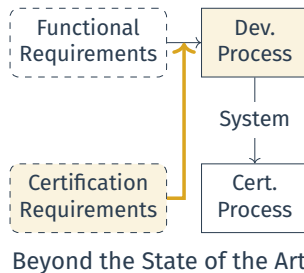 Functional
Requirements
Dev.
Process
System
Certification
Requirements
Cert.
Process
Beyond the State of the Art